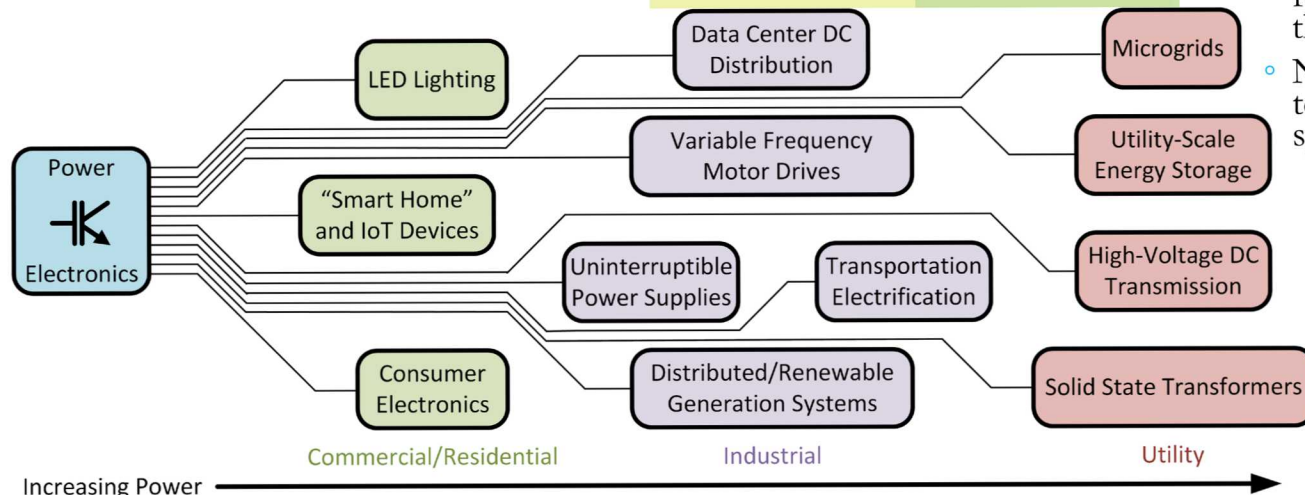 Power
Electronics
LED Lighting
"Smart Home"
and IoT Devices
Consumer
Electronics
Data Center DC
Distribution
Variable Frequency
Motor Drives
Uninterruptible
Power Supplies
Transportation
Electrification
Distributed/Renewable
Generation Systems
Microgrids
Utility-Scale
Energy Storage
High-Voltage DC
Transmission
Solid State Transformers
Commercial/Residential
Industrial
Utility
Increasing Power